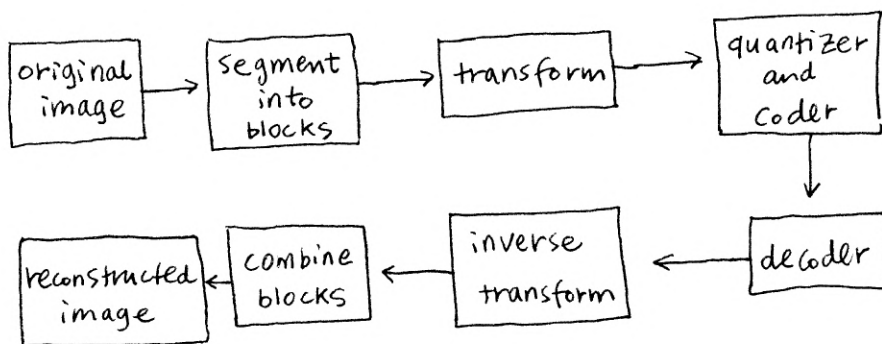 original
image
segment
into
blocks
transform
quantizer
and
coder
decoder
inverse
transform
combine
blocks
reconstructed
image